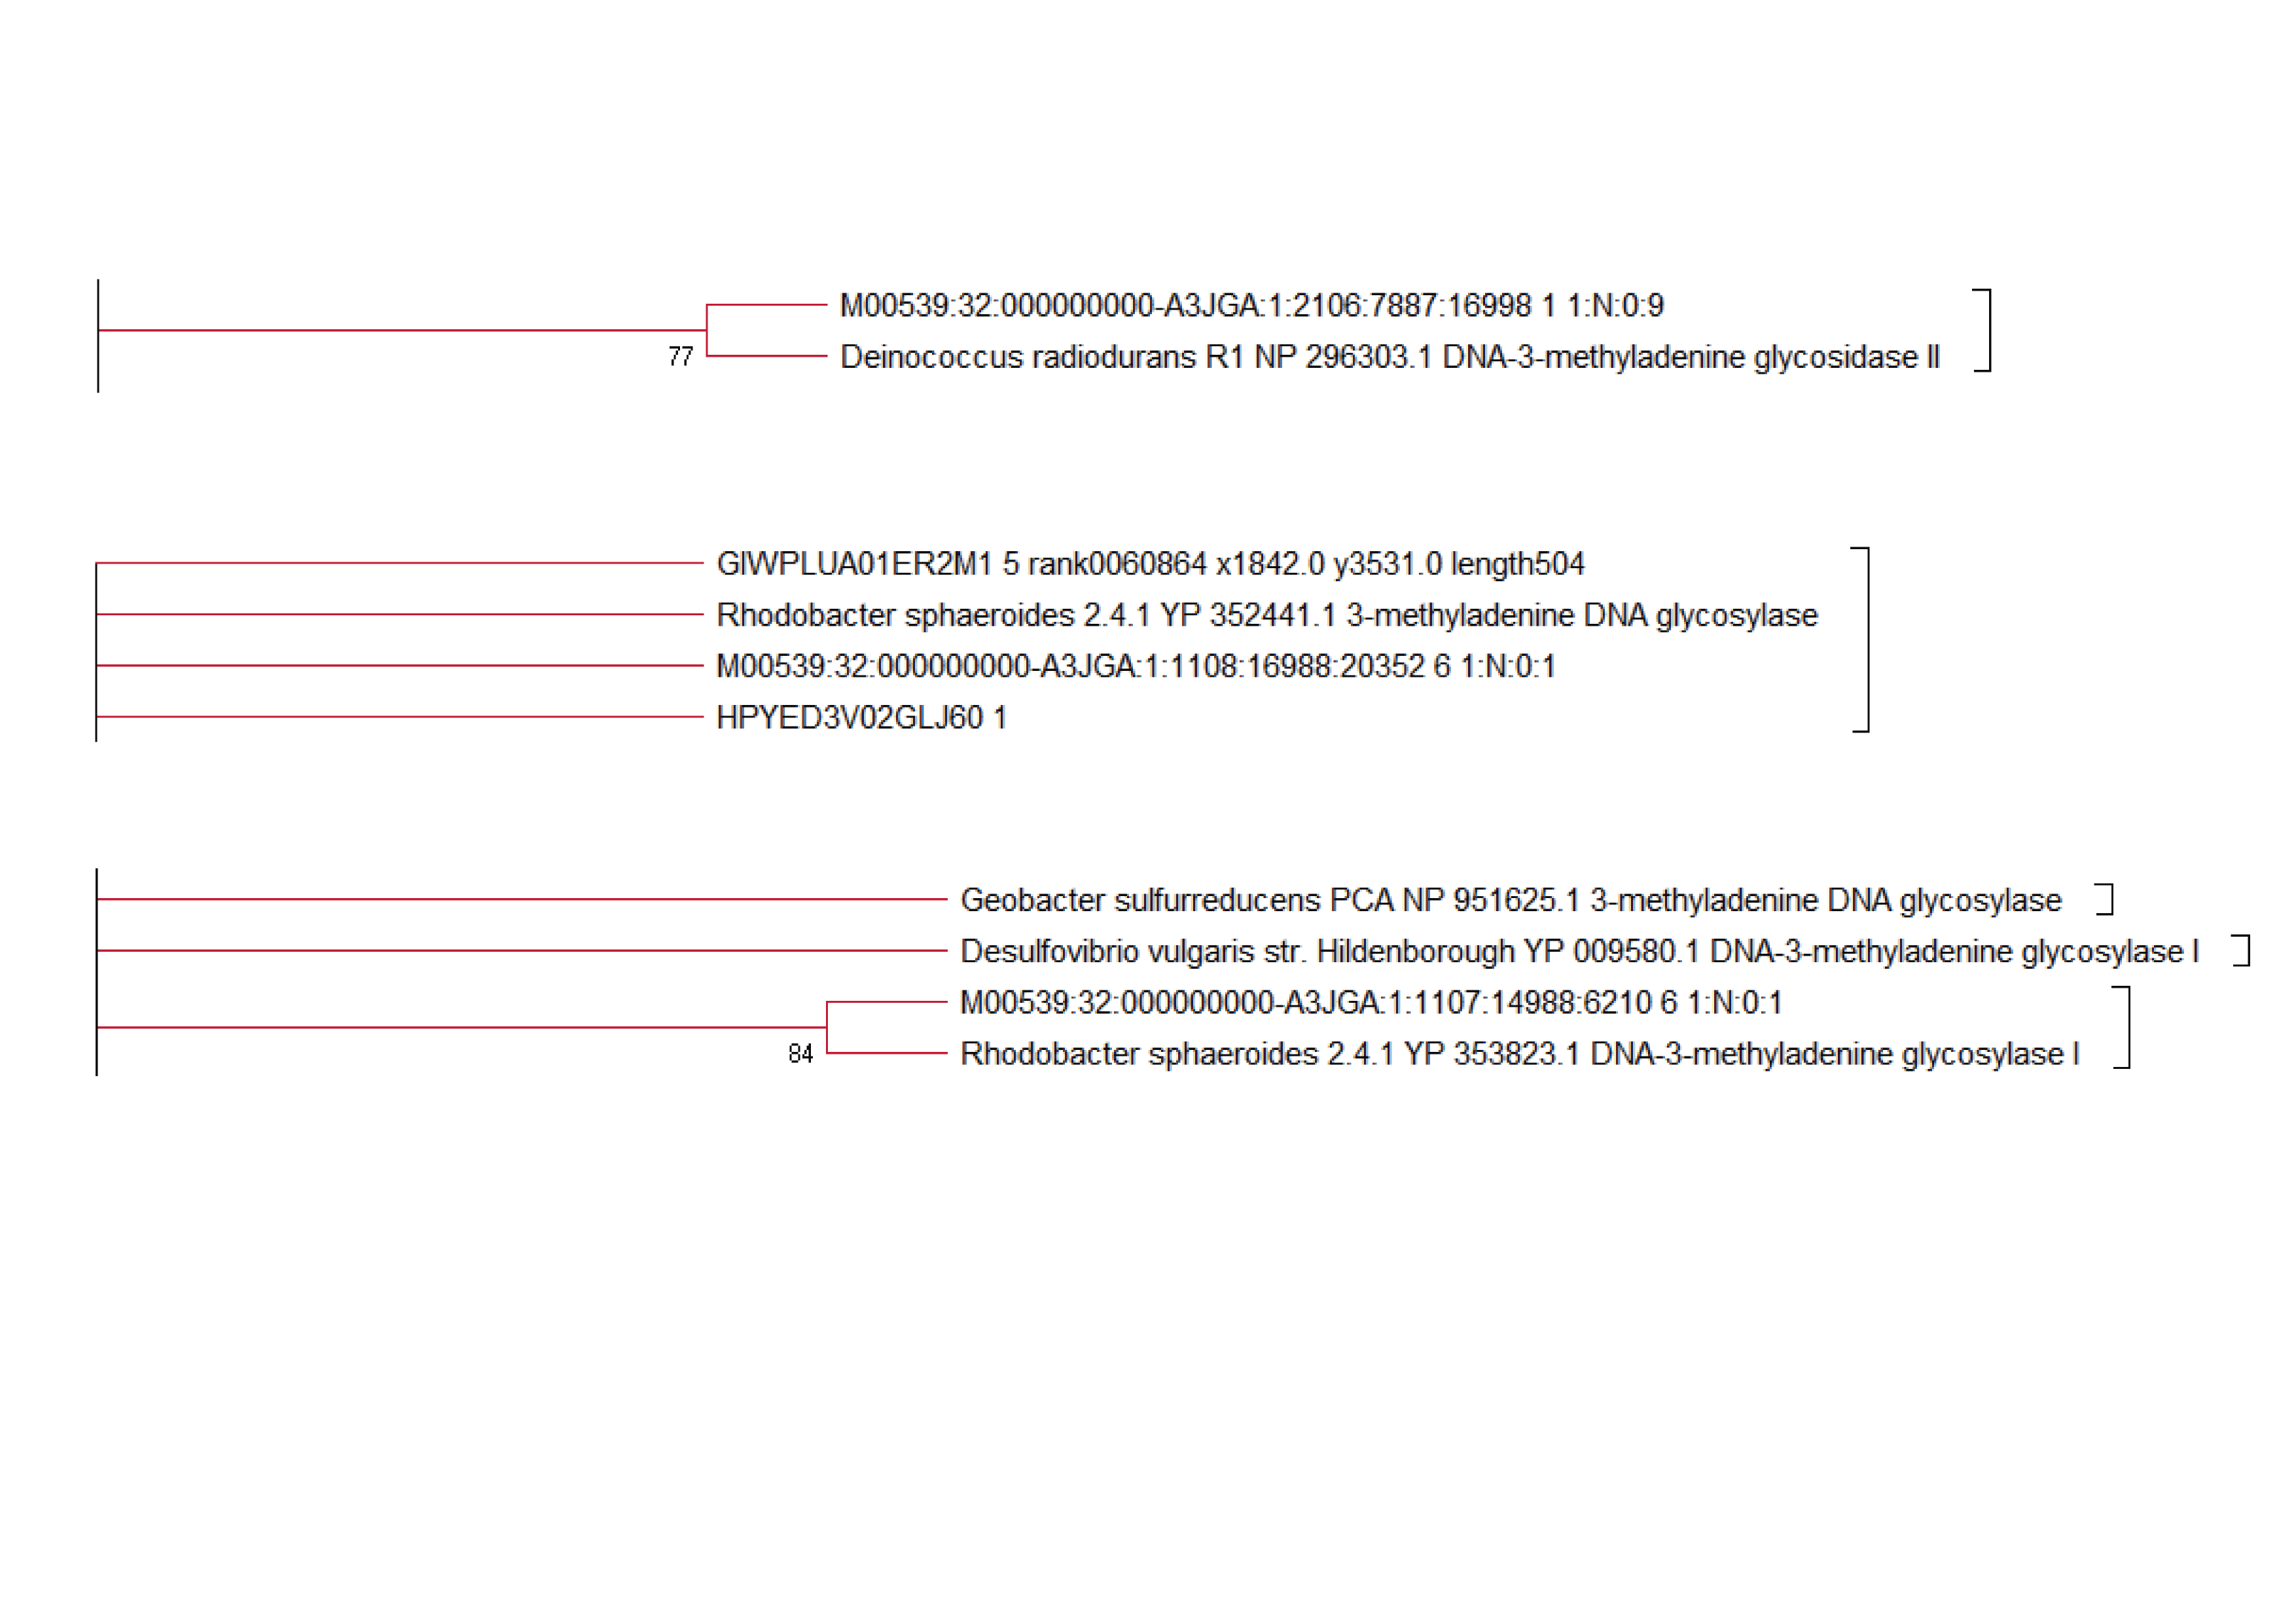 M00539:32:000000000-A3JGA:1:2106:7887:16998 1 1:N:0:9
77
Deinococcus radiodurans R1 NP 296303.1 DNA-3-methyladenine glycosidase II
GIWPLUA01ER2M1 5 rank0060864 x1842.0 y3531.0 length504
Rhodobacter sphaeroides 2.4.1 YP 352441.1 3-methyladenine DNA glycosylase
M00539:32:000000000-A3JGA:1:1108:16988:20352 6 1:N:0:1
HPYED3V02GLJ60 1
Geobacter sulfurreducens PCA NP 951625.1 3-methyladenine DNA glycosylase
Desulfovibrio vulgaris str. Hildenborough YP 009580.1 DNA-3-methyladenine glycosylase I
M00539:32:000000000-A3JGA:1:1107:14988:6210 6 1:N:0:1
84
Rhodobacter sphaeroides 2.4.1 YP 353823.1 DNA-3-methyladenine glycosylase I